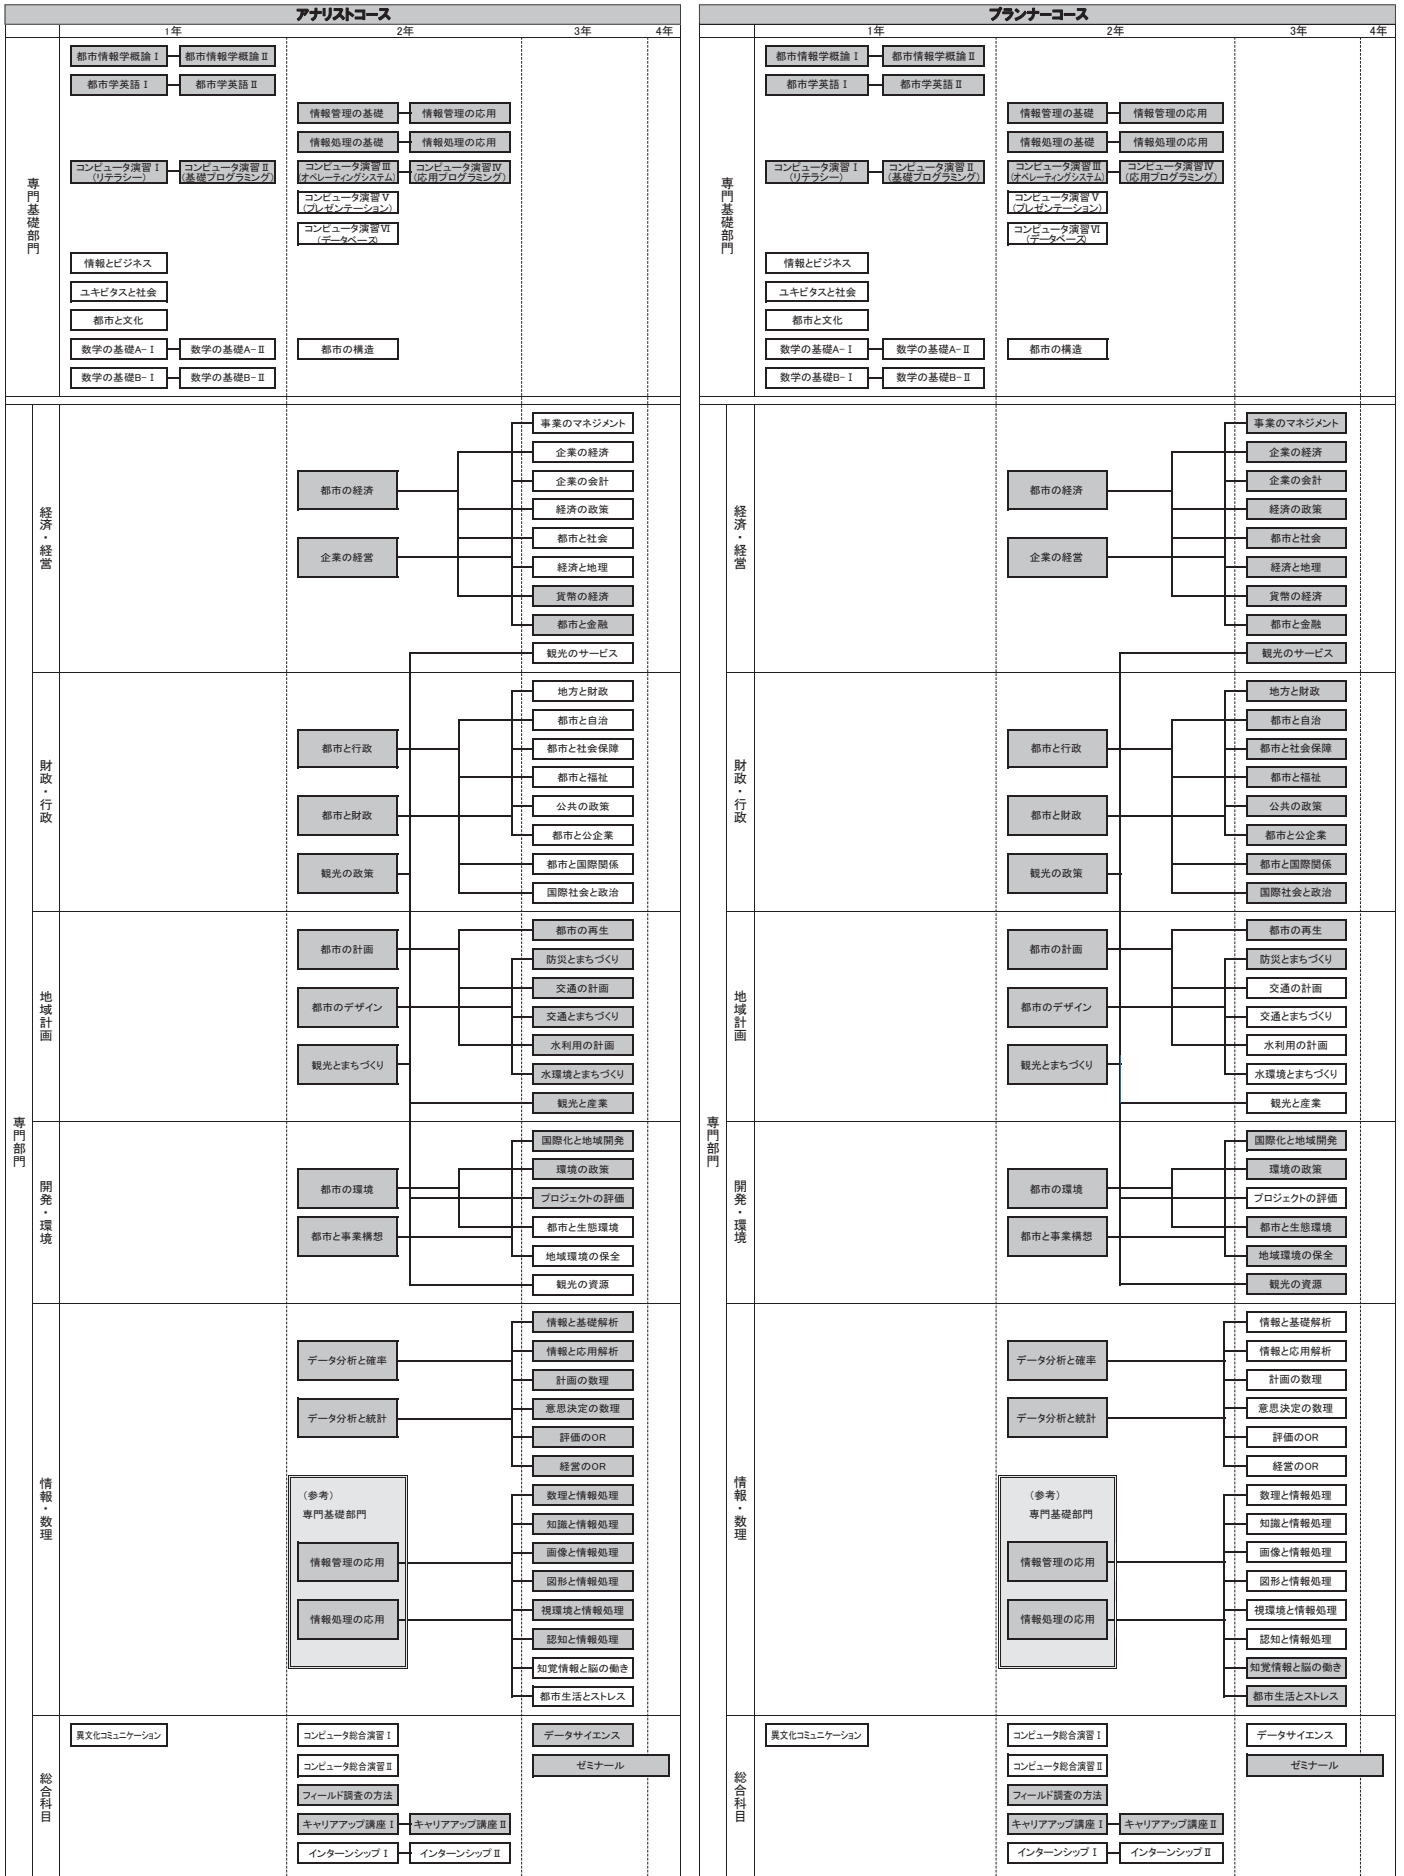 アナリストコース
1年 2年 3年 4年
専門基礎部門
都市情報学概論Ⅰ 都市情報学概論Ⅱ
都市学英語Ⅰ 都市学英語Ⅱ
情報管理の基礎 情報管理の応用
情報処理の基礎 情報処理の応用
コンピュータ演習Ⅰ
(リテラシー)
コンピュータ演習Ⅱ
(基礎プログラミング)
コンピュータ演習Ⅲ
(オペレーティングシステム)
コンピュータ演習Ⅳ
(応用プログラミング)
コンピュータ演習Ⅴ
(プレゼンテーション)
コンピュータ演習Ⅵ
(データベース)
情報とビジネス
ユキビタスと社会
都市と文化
数学の基礎A-Ⅰ 数学の基礎A-Ⅱ 都市の構造
数学の基礎B-Ⅰ 数学の基礎B-Ⅱ
専門部門
経済・経営
都市の経済
企業の経営
事業のマネジメント
企業の経済
企業の会計
経済の政策
都市と社会
経済と地理
貨幣の経済
都市と金融
観光のサービス
財政・行政
都市と行政
都市と財政
観光の政策
地方と財政
都市と自治
都市と社会保障
都市と福祉
公共の政策
都市と公企業
都市と国際関係
国際社会と政治
地域計画
都市の計画
都市のデザイン
観光とまちづくり
都市の再生
防災とまちづくり
交通の計画
交通とまちづくり
水利用の計画
水環境とまちづくり
観光と産業
開発・環境
都市の環境
都市と事業構想
国際化と地域開発
環境の政策
プロジェクトの評価
都市と生態環境
地域環境の保全
観光の資源
情報・数理
データ分析と確率
データ分析と統計
(参考)
専門基礎部門
情報管理の応用
情報処理の応用
情報と基礎解析
情報と応用解析
計画の数理
意思決定の数理
評価のOR
経営のOR
数理と情報処理
知識と情報処理
画像と情報処理
図形と情報処理
視環境と情報処理
認知と情報処理
知覚情報と脳の働き
都市生活とストレス
総合科目
異文化コミュニケーション コンピュータ総合演習Ⅰ データサイエンス
コンピュータ総合演習Ⅱ ゼミナール
フィールド調査の方法
キャリアアップ講座Ⅰ キャリアアップ講座Ⅱ
インターンシップⅠ インターンシップⅡ
プランナーコース
1年 2年 3年 4年
専門基礎部門
都市情報学概論Ⅰ 都市情報学概論Ⅱ
都市学英語Ⅰ 都市学英語Ⅱ
情報管理の基礎 情報管理の応用
情報処理の基礎 情報処理の応用
コンピュータ演習Ⅰ
(リテラシー)
コンピュータ演習Ⅱ
(基礎プログラミング)
コンピュータ演習Ⅲ
(オペレーティングシステム)
コンピュータ演習Ⅳ
(応用プログラミング)
コンピュータ演習Ⅴ
(プレゼンテーション)
コンピュータ演習Ⅵ
(データベース)
情報とビジネス
ユキビタスと社会
都市と文化
数学の基礎A-Ⅰ 数学の基礎A-Ⅱ 都市の構造
数学の基礎B-Ⅰ 数学の基礎B-Ⅱ
専門部門
経済・経営
都市の経済
企業の経営
事業のマネジメント
企業の経済
企業の会計
経済の政策
都市と社会
経済と地理
貨幣の経済
都市と金融
観光のサービス
財政・行政
都市と行政
都市と財政
観光の政策
地方と財政
都市と自治
都市と社会保障
都市と福祉
公共の政策
都市と公企業
都市と国際関係
国際社会と政治
地域計画
都市の計画
都市のデザイン
観光とまちづくり
都市の再生
防災とまちづくり
交通の計画
交通とまちづくり
水利用の計画
水環境とまちづくり
観光と産業
開発・環境
都市の環境
都市と事業構想
国際化と地域開発
環境の政策
プロジェクトの評価
都市と生態環境
地域環境の保全
観光の資源
情報・数理
データ分析と確率
データ分析と統計
(参考)
専門基礎部門
情報管理の応用
情報処理の応用
情報と基礎解析
情報と応用解析
計画の数理
意思決定の数理
評価のOR
経営のOR
数理と情報処理
知識と情報処理
画像と情報処理
図形と情報処理
視環境と情報処理
認知と情報処理
知覚情報と脳の働き
都市生活とストレス
総合科目
異文化コミュニケーション コンピュータ総合演習Ⅰ データサイエンス
コンピュータ総合演習Ⅱ ゼミナール
フィールド調査の方法
キャリアアップ講座Ⅰ キャリアアップ講座Ⅱ
インターンシップⅠ インターンシップⅡ